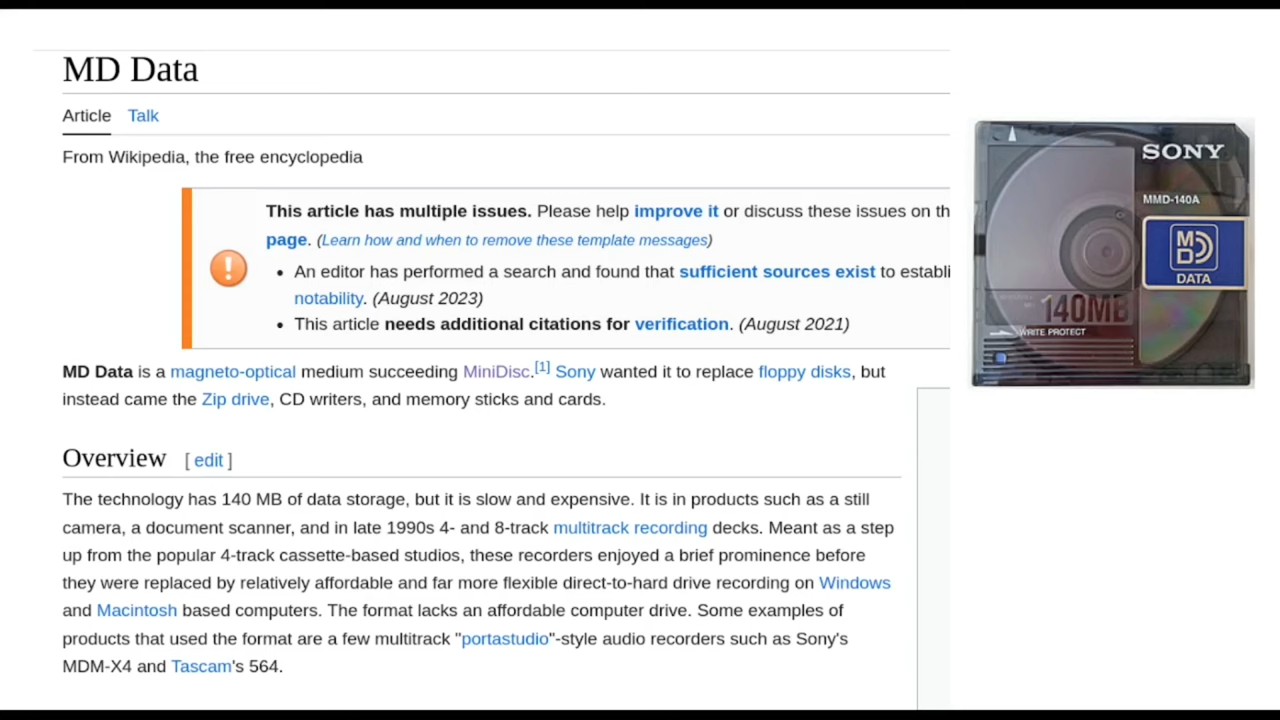 MD Data
Article Talk
From Wikipedia, the free encyclopedia
This article has multiple issues. Please help improve it or discuss these issues on th
page. (Learn how and when to remove these template messages)
• An editor has performed a search and found that sufficient sources exist to establi
notability. (August 2023)
• This article needs additional citations for verification. (August 2021)
MD Data is a magneto-optical medium succeeding MiniDisc.[1] Sony wanted it to replace floppy disks, but
instead came the Zip drive, CD writers, and memory sticks and cards.
Overview [ edit ]
The technology has 140 MB of data storage, but it is slow and expensive. It is in products such as a still
camera, a document scanner, and in late 1990s 4- and 8-track multitrack recording decks. Meant as a step
up from the popular 4-track cassette-based studios, these recorders enjoyed a brief prominence before
they were replaced by relatively affordable and far more flexible direct-to-hard drive recording on Windows
and Macintosh based computers. The format lacks an affordable computer drive. Some examples of
products that used the format are a few multitrack "portastudio"-style audio recorders such as Sony's
MDM-X4 and Tascam's 564.
SONY
MMD-140A
MD
DATA
140MB
WRITE PROTECT